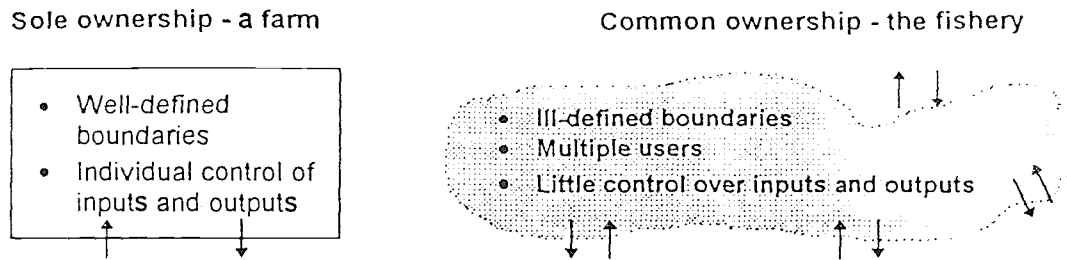 Sole ownership - a farm
• Well-defined
boundaries
• Individual control of
inputs and outputs
Common ownership - the fishery
• Ill-defined boundaries
• Multiple users
• Little control over inputs and outputs